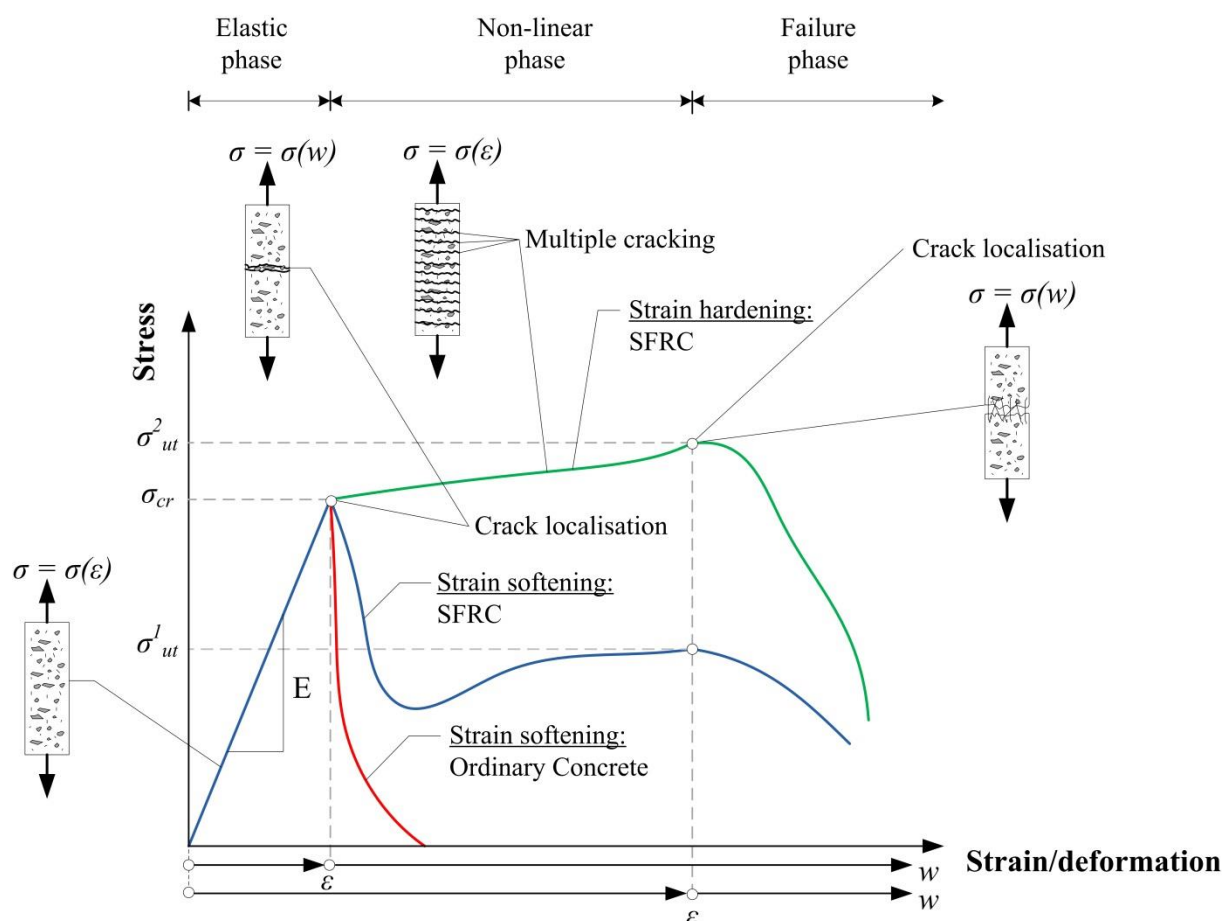 Elastic
phase
Non-linear
phase
Failure
phase
σ = σ(w)
σ = σ(ε)
Multiple cracking
Crack localisation
σ = σ(w)
Strain hardening:
SFRC
Stress
σ²ut
σcr
Crack localisation
σ = σ(ε)
Strain softening:
SFRC
σ¹ut
E
Strain softening:
Ordinary Concrete
Strain/deformation
ε
w
ε
w